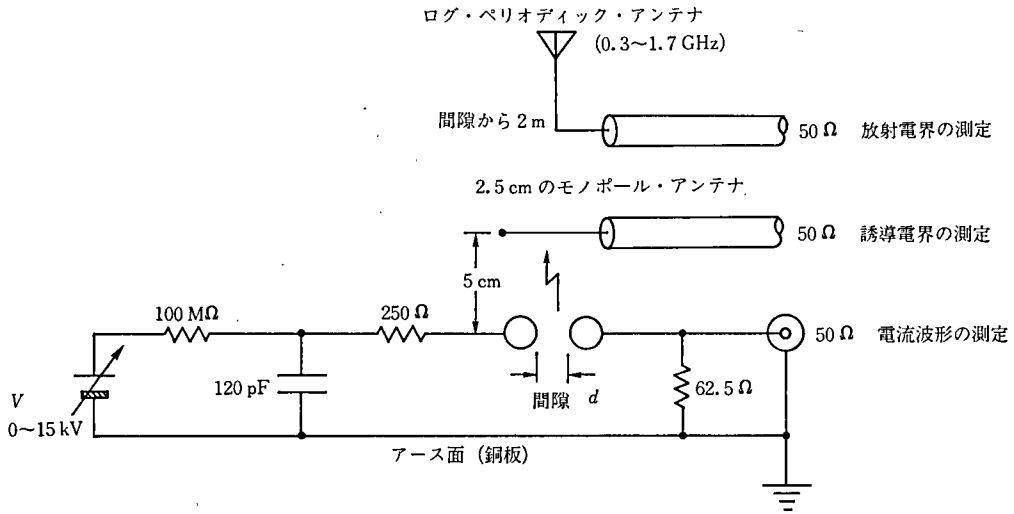 ログ・ペリオディック・アンテナ
(0.3~1.7 GHz)
間隙から 2 m
50 Ω 放射電界の測定
2.5 cm のモノポール・アンテナ
50 Ω 誘導電界の測定
5 cm
100 MΩ
250 Ω
50 Ω 電流波形の測定
120 pF
62.5 Ω
間隙 d
V
0~15 kV
アース面 (銅板)